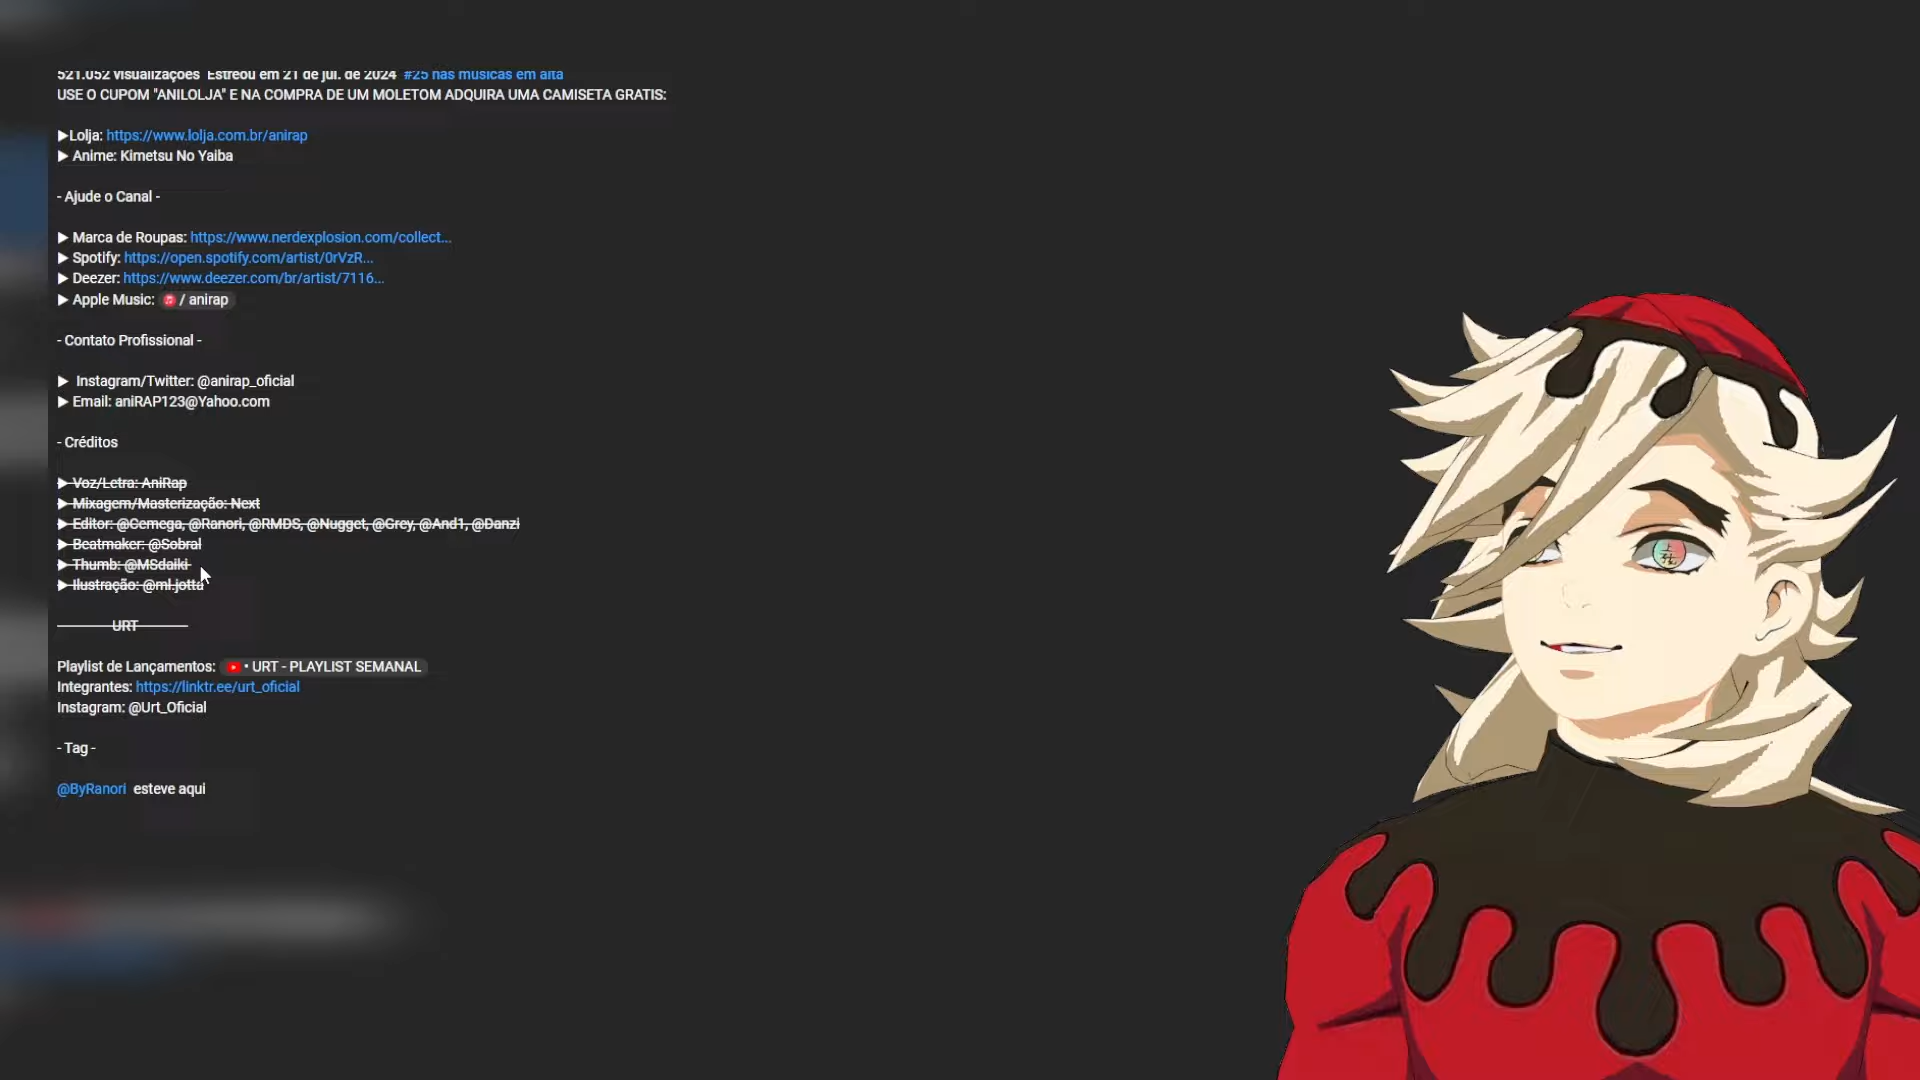 521.052 visualizações Estreou em 21 de jul. de 2024 #25 nas músicas em alta
USE O CUPOM "ANILOLJA" E NA COMPRA DE UM MOLETOM ADQUIRA UMA CAMISETA GRATIS:
▶Lolja: https://www.lolja.com.br/anirap
▶ Anime: Kimetsu No Yaiba
- Ajude o Canal -
▶ Marca de Roupas: https://www.nerdexplosion.com/collect...
▶ Spotify: https://open.spotify.com/artist/0rVzR...
▶ Deezer: https://www.deezer.com/br/artist/7116...
▶ Apple Music: / anirap
- Contato Profissional -
▶ Instagram/Twitter: @anirap_oficial
▶ Email: aniRAP123@Yahoo.com
- Créditos
▶ Voz/Letra: AniRap
▶ Mixagem/Masterização: Next
▶ Editor: @Cemega, @Ranori, @RMDS, @Nugget, @Grey, @And1, @Danzi
▶ Beatmaker: @Sobral
▶ Thumb: @MSdaiki
▶ Ilustração: @ml.jotta
URT
Playlist de Lançamentos: • URT - PLAYLIST SEMANAL
Integrantes: https://linktr.ee/urt_oficial
Instagram: @Urt_Oficial
- Tag -
@ByRanori esteve aqui